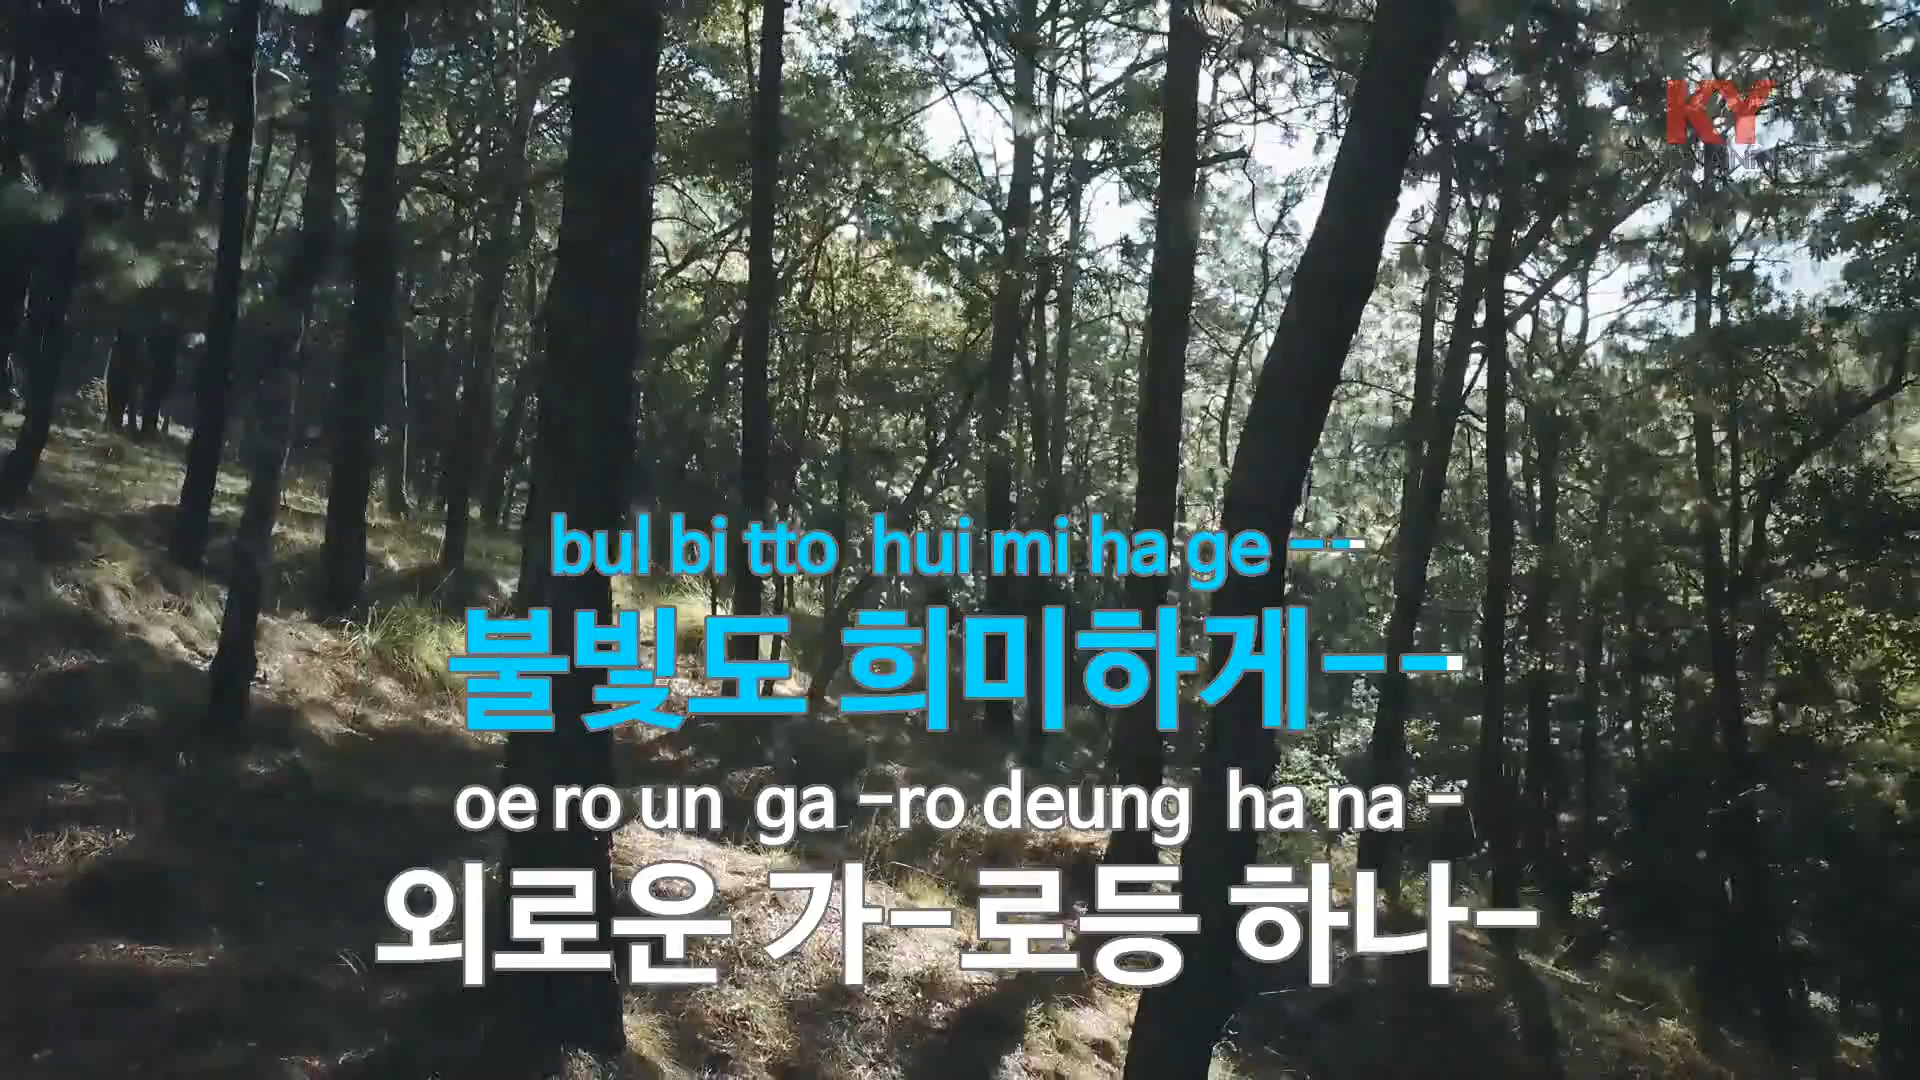 KY
ENTERTAINMENT
bul bi tto hui mi ha ge --
불빛도 희미하게--
oe ro un ga -ro deung ha na -
외로운 가-로등 하나-